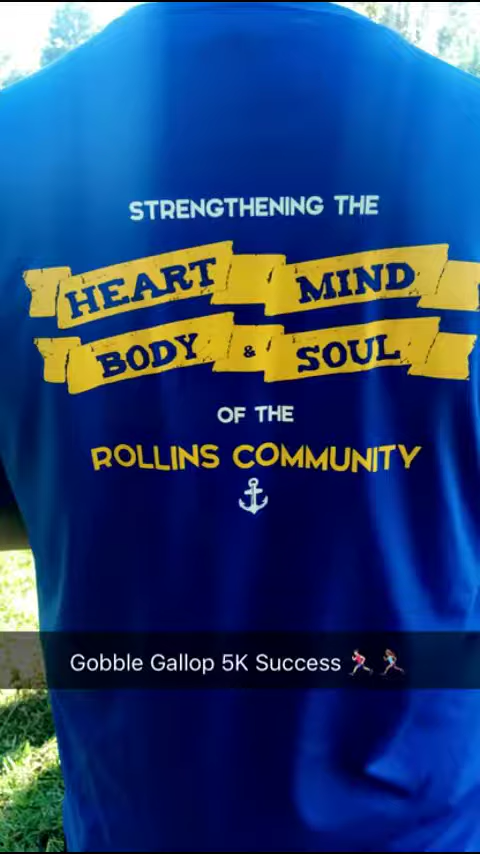 STRENGTHENING THE
HEART MIND
BODY & SOUL
OF THE
ROLLINS COMMUNITY
Gobble Gallop 5K Success 🏃🏻🏃🏽